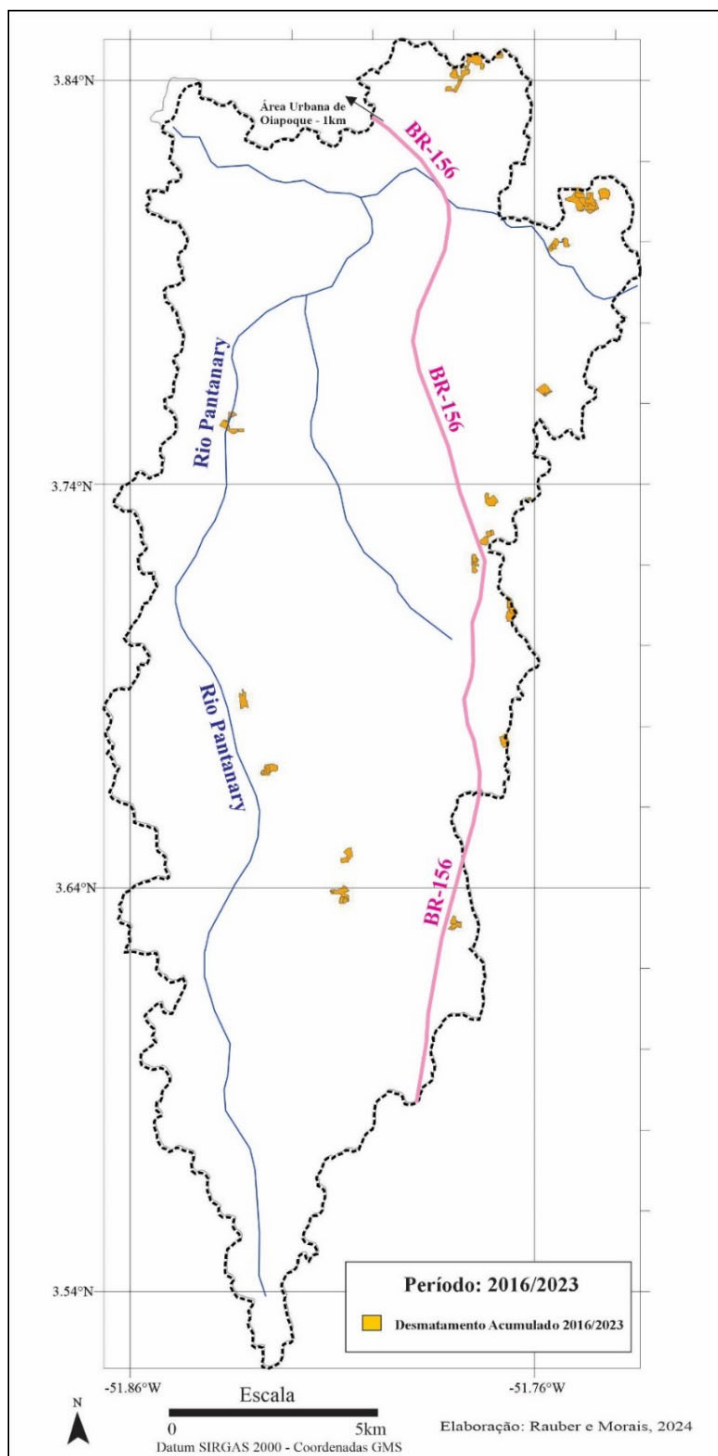 3.84°N
Área Urbana de
Oiapoque - 1km
BR-156
BR-156
Rio Pantanary
3.74°N
Rio Pantanary
BR-156
3.64°N
3.54°N
Período: 2016/2023
Desmatamento Acumulado 2016/2023
-51.86°W
-51.76°W
Escala
N
0
5km
Datum SIRGAS 2000 - Coordenadas GMS
Elaboração: Rauber e Morais, 2024